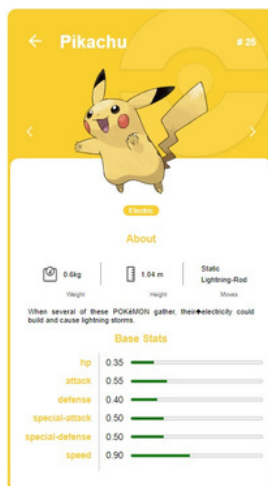 Pikachu
# 25
Electric
About
0.6kg
1.04 m
Static
Lightning-Rod
Weight
Height
Moves
When several of these POKéMON gather, their�electricity could
build and cause lightning storms.
Base Stats
hp 0.35
attack 0.55
defense 0.40
special-attack 0.50
special-defense 0.50
speed 0.90